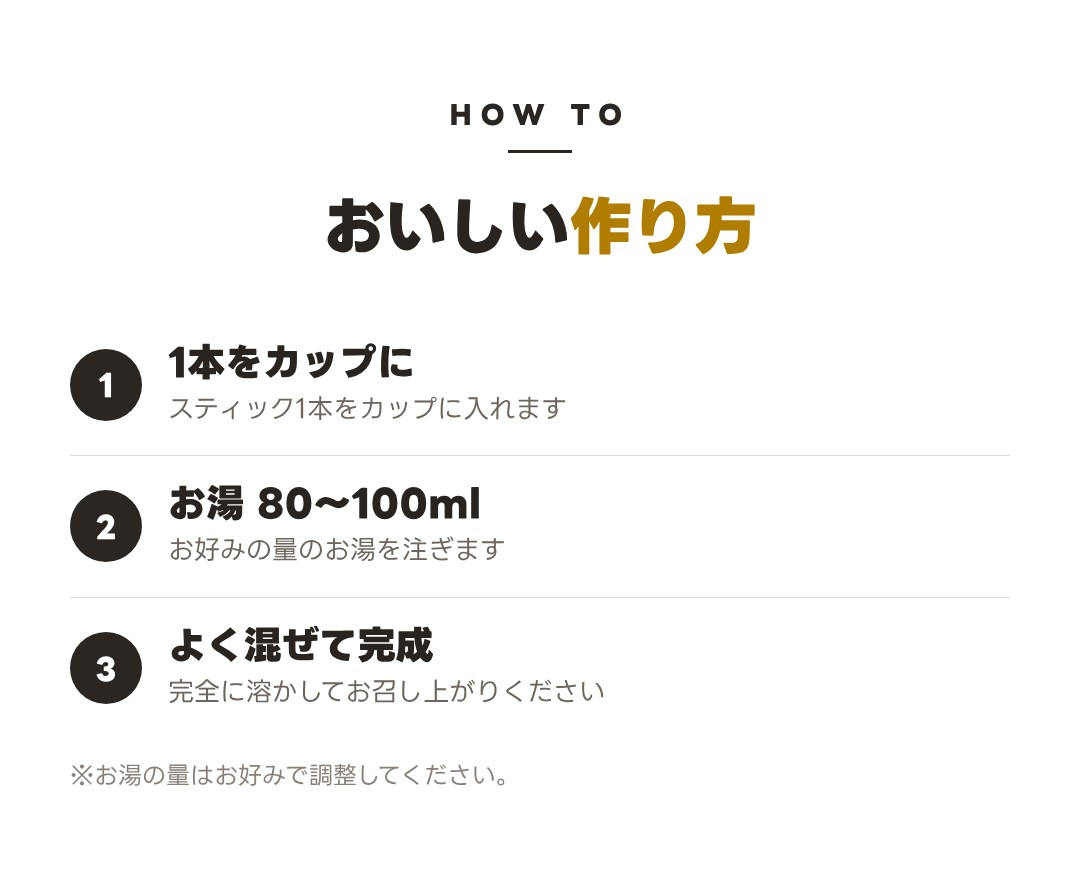 HOW TO
おいしい作り方
1
1本をカップに
スティック1本をカップに入れます
2
お湯 80〜100ml
お好みの量のお湯を注ぎます
3
よく混ぜて完成
完全に溶かしてお召し上がりください
※お湯の量はお好みで調整してください。